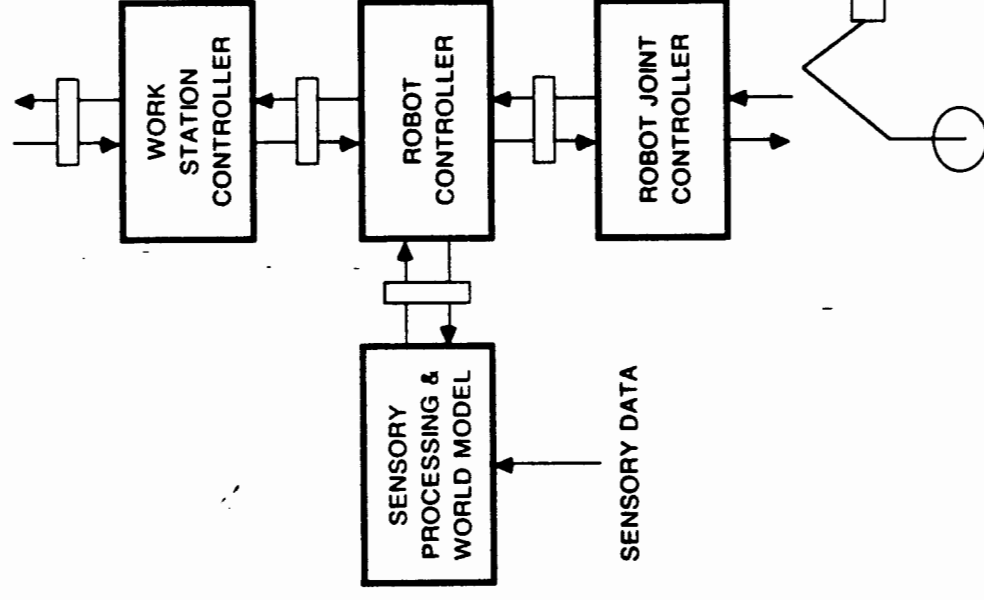 WORK
STATION
CONTROLLER
ROBOT
CONTROLLER
ROBOT JOINT
CONTROLLER
SENSORY
PROCESSING &
WORLD MODEL
SENSORY DATA